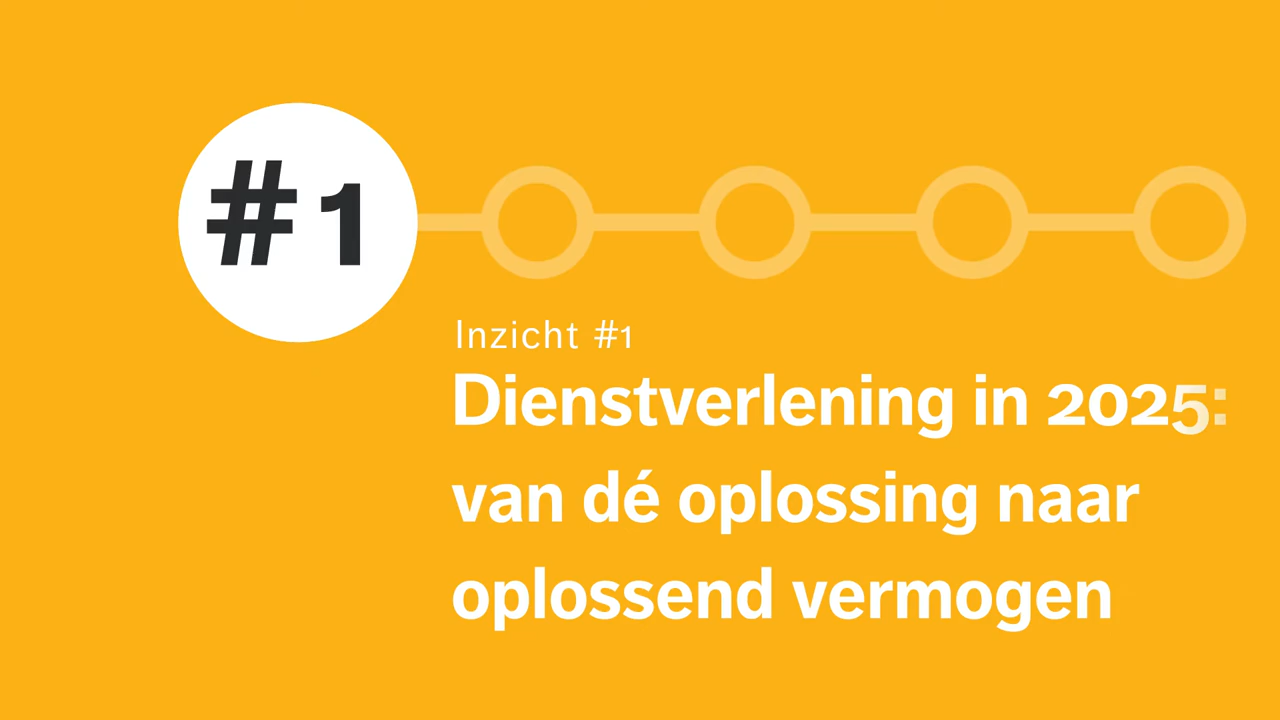 #1
Inzicht #1
Dienstverlening in 2025:
van dé oplossing naar
oplossend vermogen